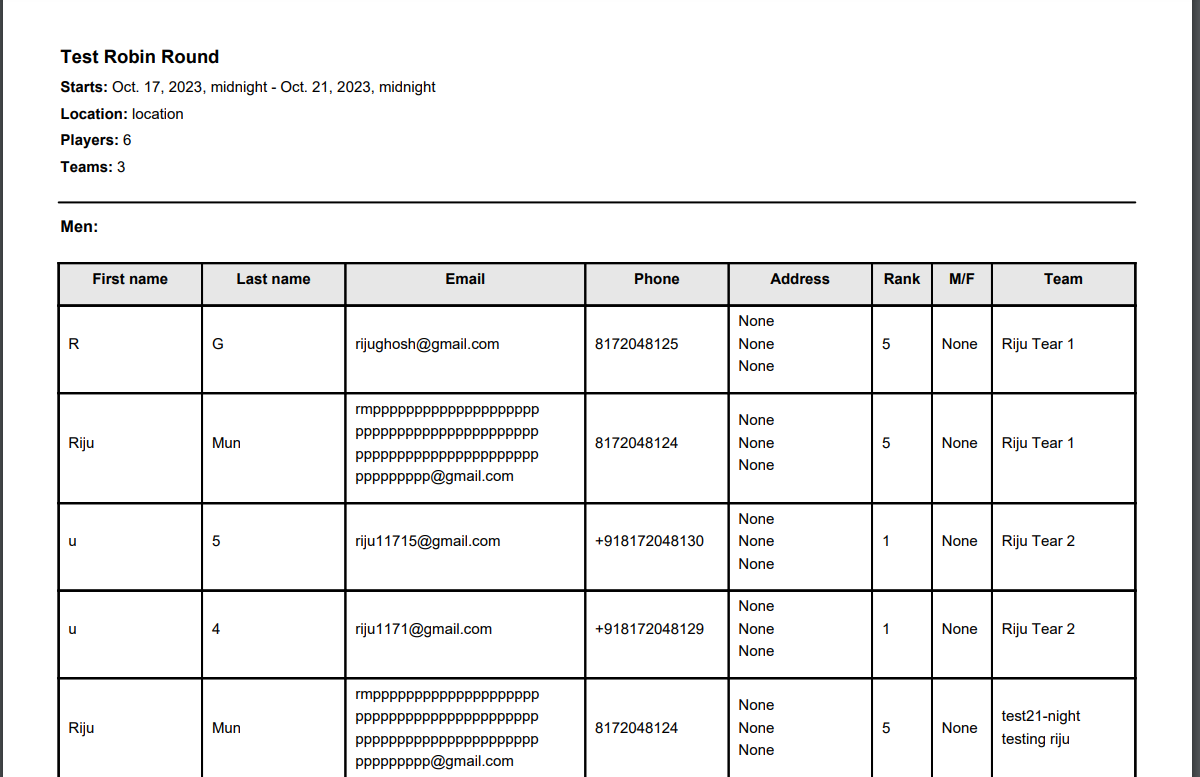 Test Robin Round
Starts: Oct. 17, 2023, midnight - Oct. 21, 2023, midnight
Location: location
Players: 6
Teams: 3
Men:
First name Last name Email Phone Address Rank M/F Team
R G rijughosh@gmail.com 8172048125 None None None 5 None Riju Tear 1
Riju Mun rmpppppppppppppppppppp
pppppppppppppppppppppp
pppppppppppppppppppppp
ppppppppp@gmail.com 8172048124 None None None 5 None Riju Tear 1
u 5 riju11715@gmail.com +918172048130 None None None 1 None Riju Tear 2
u 4 riju1171@gmail.com +918172048129 None None None 1 None Riju Tear 2
Riju Mun rmpppppppppppppppppppp
pppppppppppppppppppppp
pppppppppppppppppppppp
ppppppppp@gmail.com 8172048124 None None None 5 None test21-night testing riju